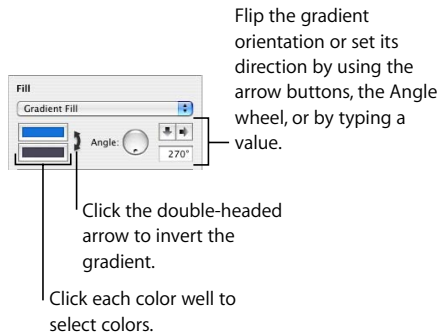 Flip the gradient
orientation or set its
direction by using the
arrow buttons, the Angle
wheel, or by typing a
value.
Fill
Gradient Fill
Angle:
270°
Click the double-headed
arrow to invert the
gradient.
Click each color well to
select colors.